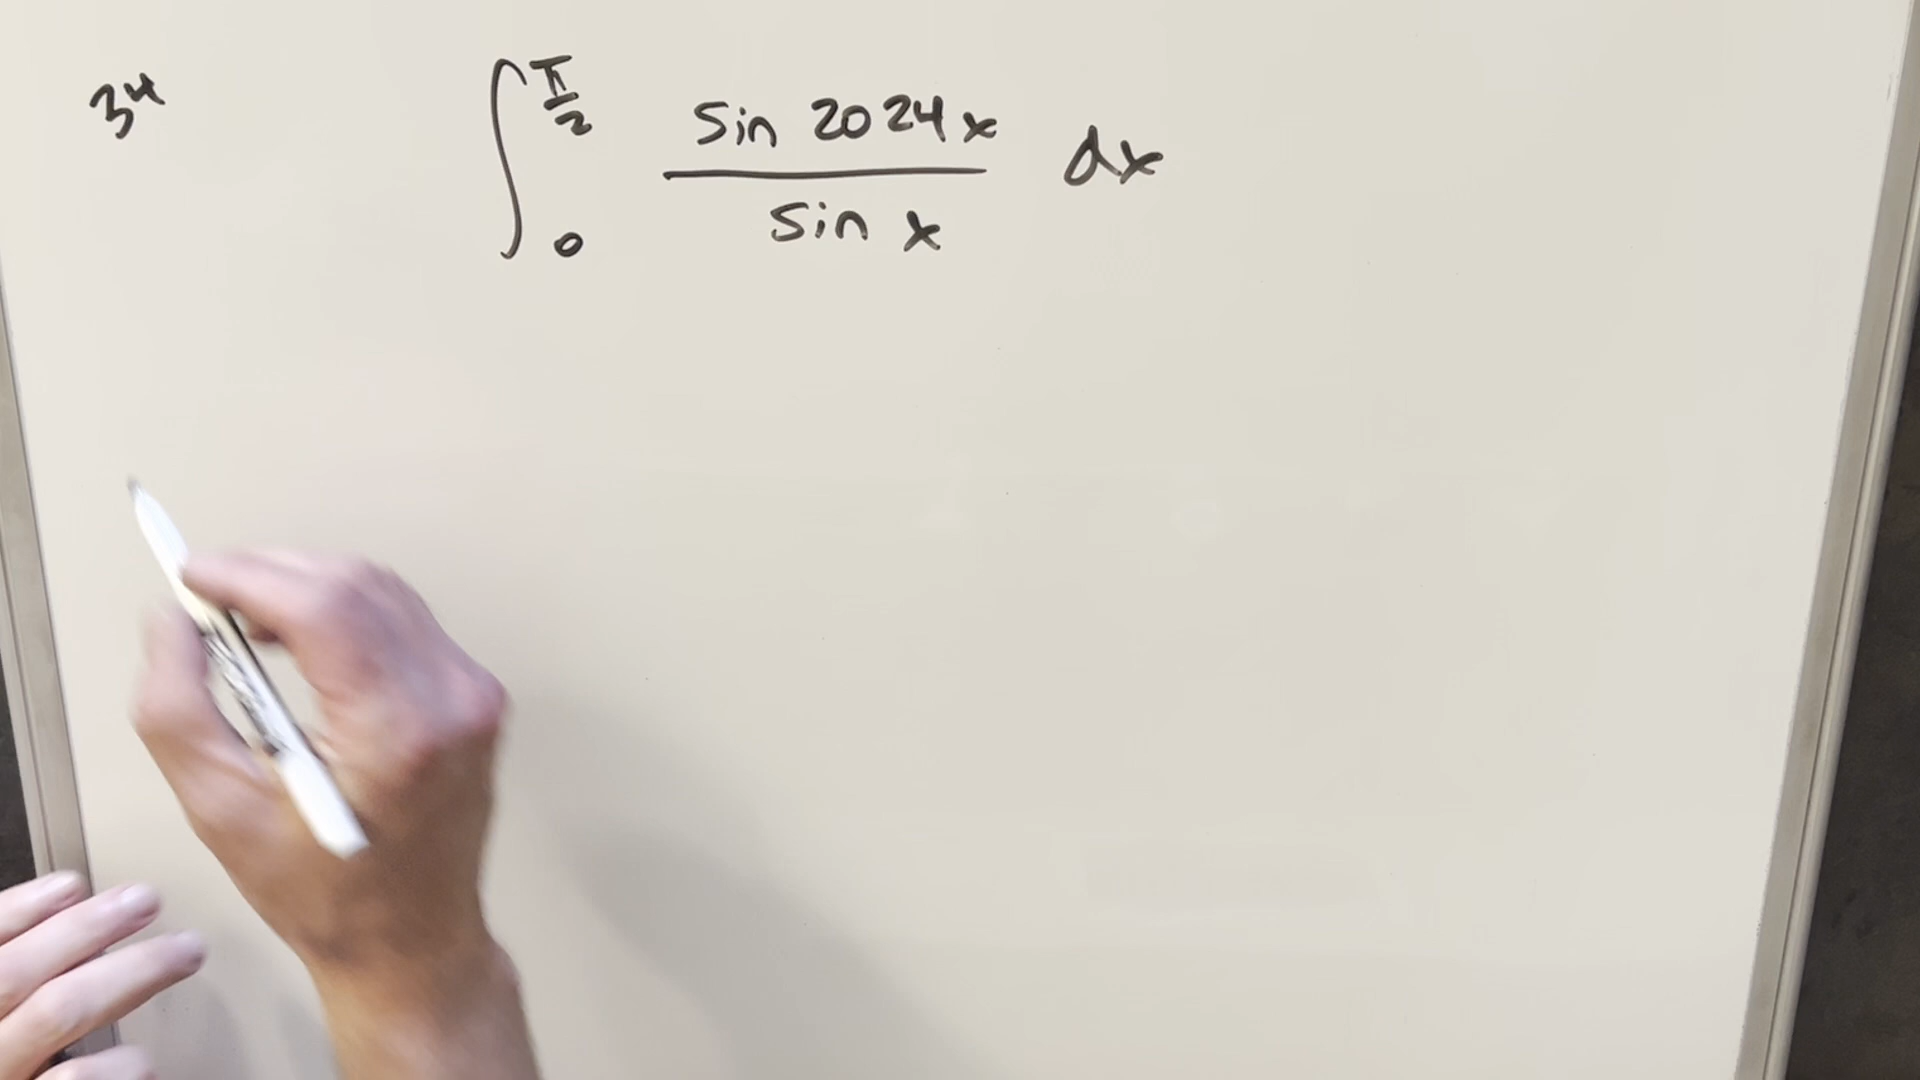 3⁴
∫₀^(π/2) (sin 2024x)/(sin x) dx